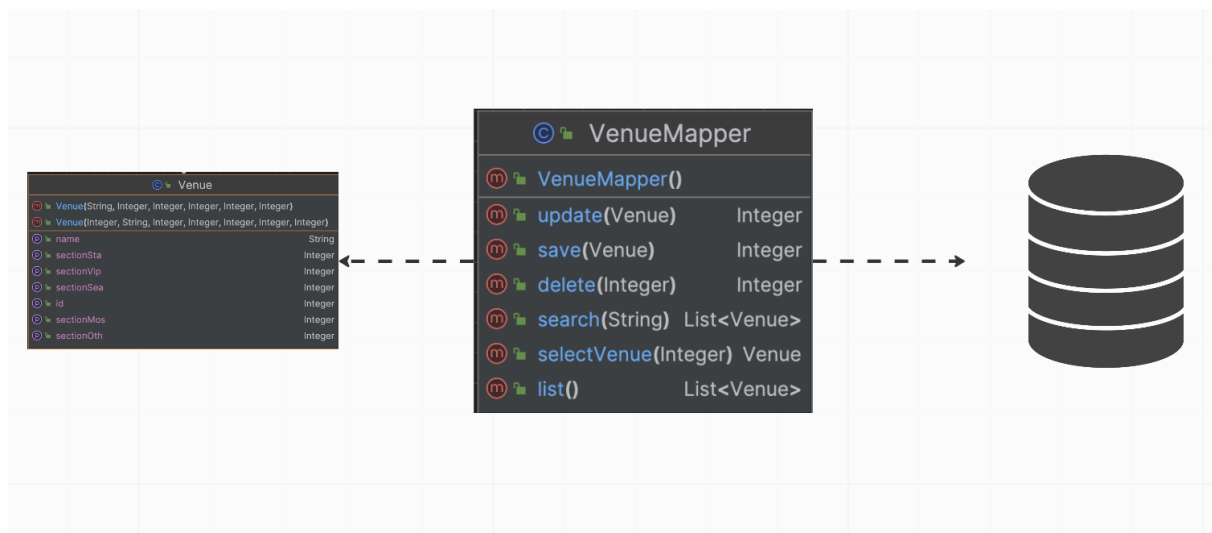 Venue
Venue(String, Integer, Integer, Integer, Integer, Integer)
Venue(Integer, String, Integer, Integer, Integer, Integer, Integer)
name String
sectionSta Integer
sectionVip Integer
sectionSea Integer
id Integer
sectionMos Integer
sectionOth Integer
VenueMapper
VenueMapper()
update(Venue) Integer
save(Venue) Integer
delete(Integer) Integer
search(String) List<Venue>
selectVenue(Integer) Venue
list() List<Venue>